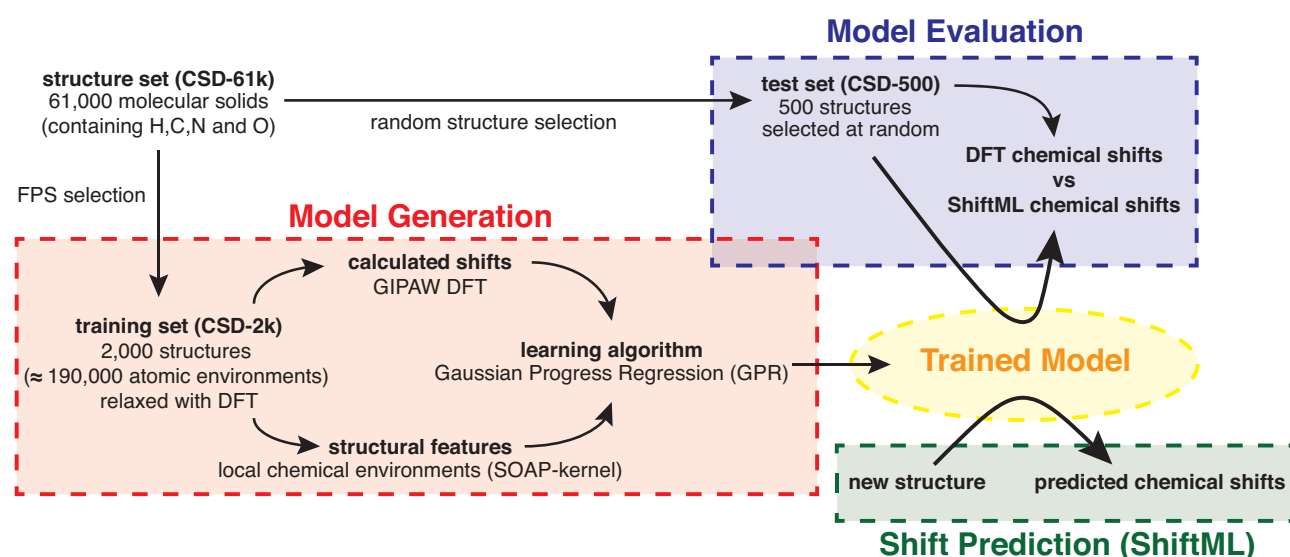 Model Evaluation
structure set (CSD-61k)
61,000 molecular solids
(containing H,C,N and O)
random structure selection
test set (CSD-500)
500 structures
selected at random
DFT chemical shifts
vs
ShiftML chemical shifts
FPS selection
Model Generation
calculated shifts
GIPAW DFT
training set (CSD-2k)
2,000 structures
(≈ 190,000 atomic environments)
relaxed with DFT
learning algorithm
Gaussian Progress Regression (GPR)
structural features
local chemical environments (SOAP-kernel)
Trained Model
new structure
predicted chemical shifts
Shift Prediction (ShiftML)